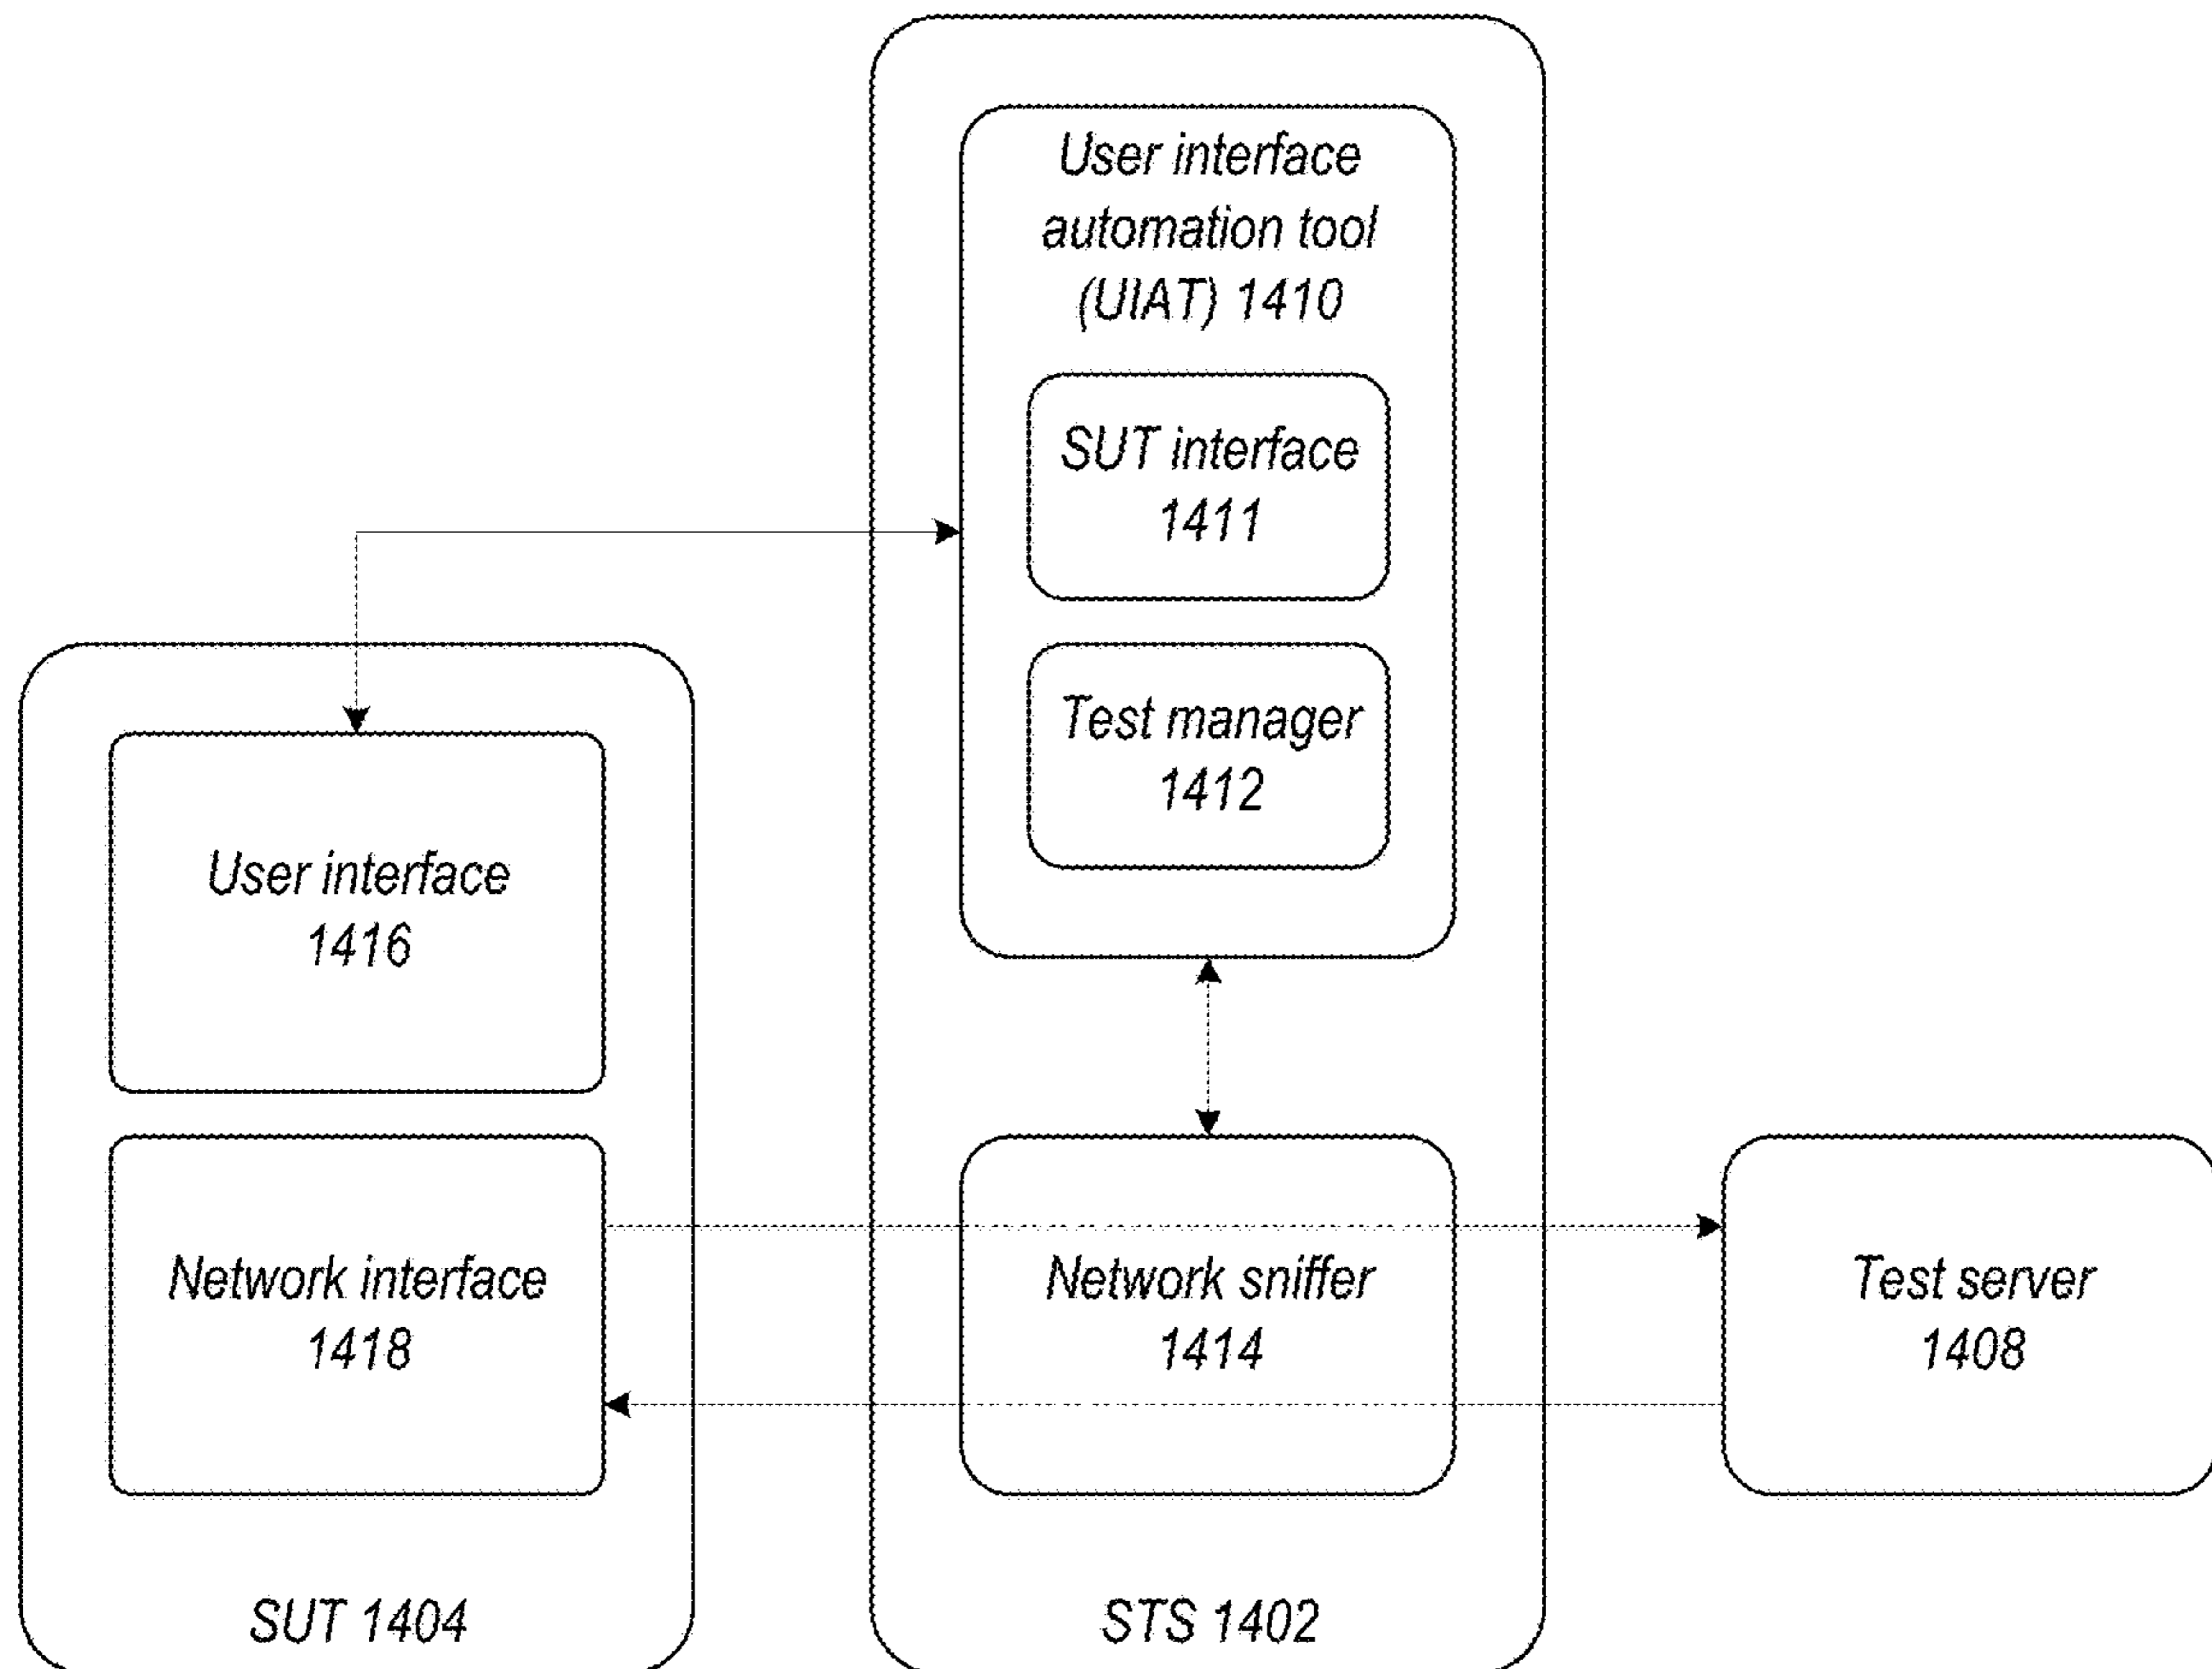 User interface
automation tool
(UIAT) 1410
SUT interface
1411
Test manager
1412
User interface
1416
Network interface
1418
Network sniffer
1414
Test server
1408
SUT 1404
STS 1402